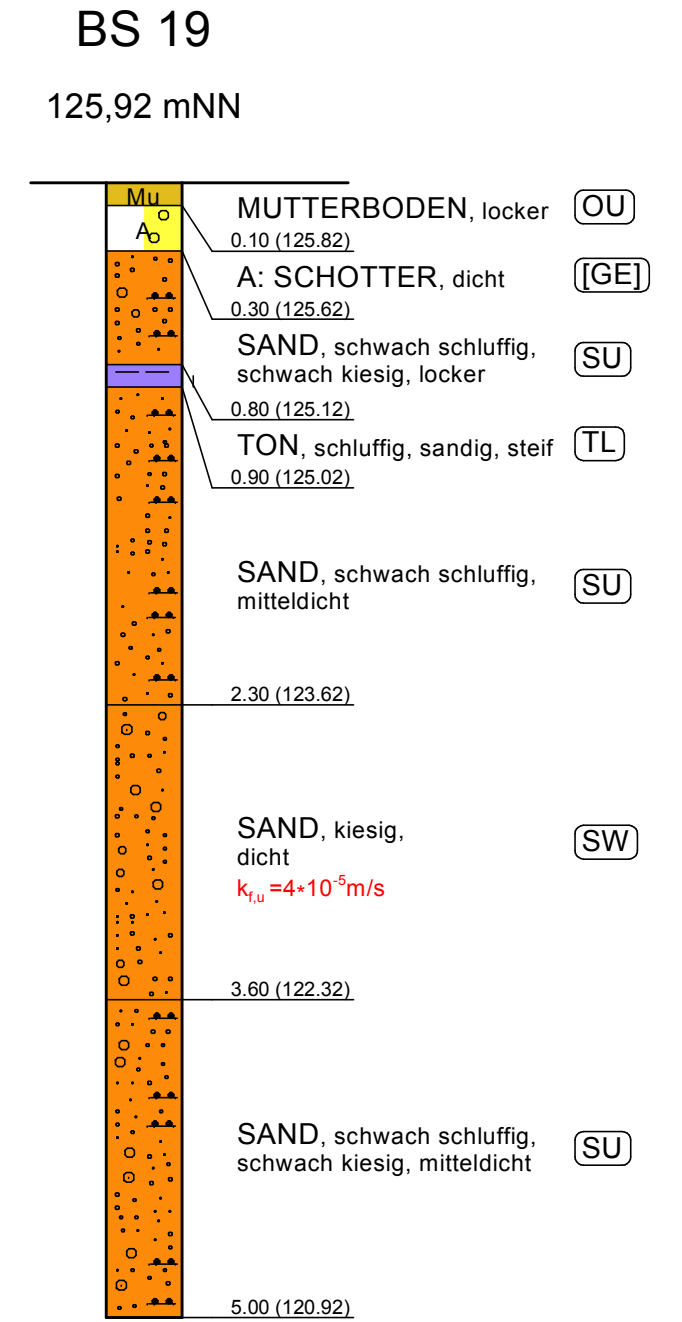 BS 19
125,92 mNN
Mu
MUTTERBODEN, locker OU
0.10 (125.82)
A
A: SCHOTTER, dicht [GE]
0.30 (125.62)
SAND, schwach schluffig, SU
schwach kiesig, locker
0.80 (125.12)
TON, schluffig, sandig, steif TL
0.90 (125.02)
SAND, schwach schluffig, SU
mitteldicht
2.30 (123.62)
SAND, kiesig, SW
dicht
k_f,u =4*10⁻⁵m/s
3.60 (122.32)
SAND, schwach schluffig, SU
schwach kiesig, mitteldicht
5.00 (120.92)